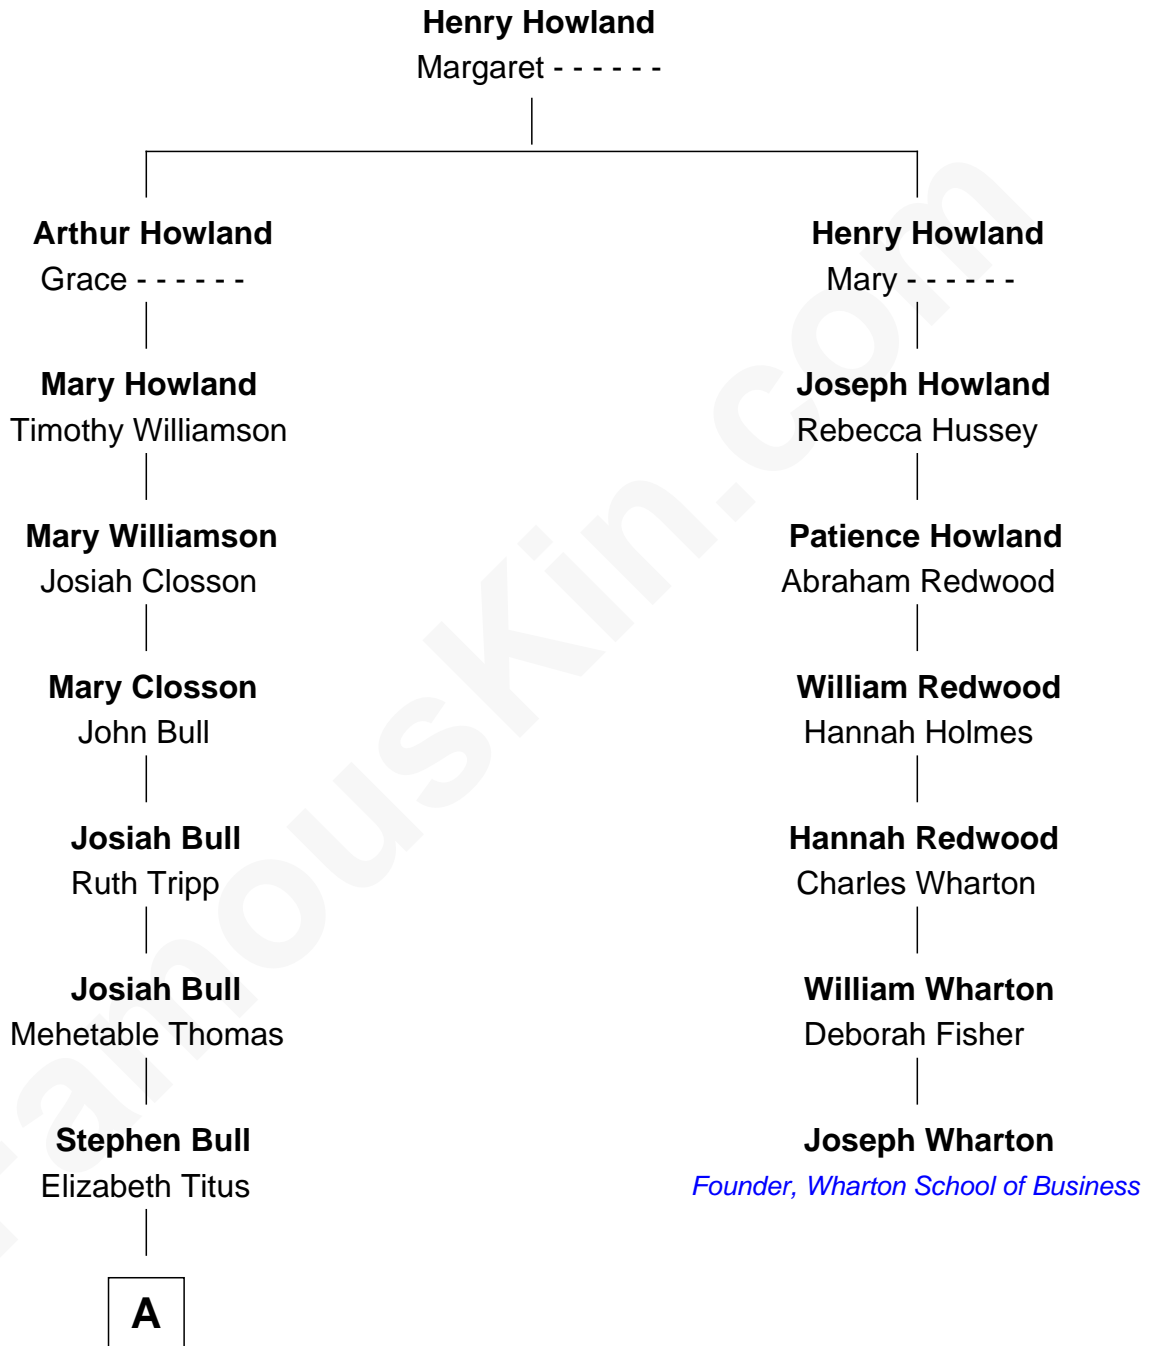 Henry Howland
Margaret - - - - - -
Arthur Howland
Grace - - - - - -
Henry Howland
Mary - - - - - -
Mary Howland
Timothy Williamson
Joseph Howland
Rebecca Hussey
Mary Williamson
Josiah Closson
Patience Howland
Abraham Redwood
Mary Closson
John Bull
William Redwood
Hannah Holmes
Josiah Bull
Ruth Tripp
Hannah Redwood
Charles Wharton
Josiah Bull
Mehetable Thomas
William Wharton
Deborah Fisher
Stephen Bull
Elizabeth Titus
Joseph Wharton
Founder, Wharton School of Business
A
FamousKin.com